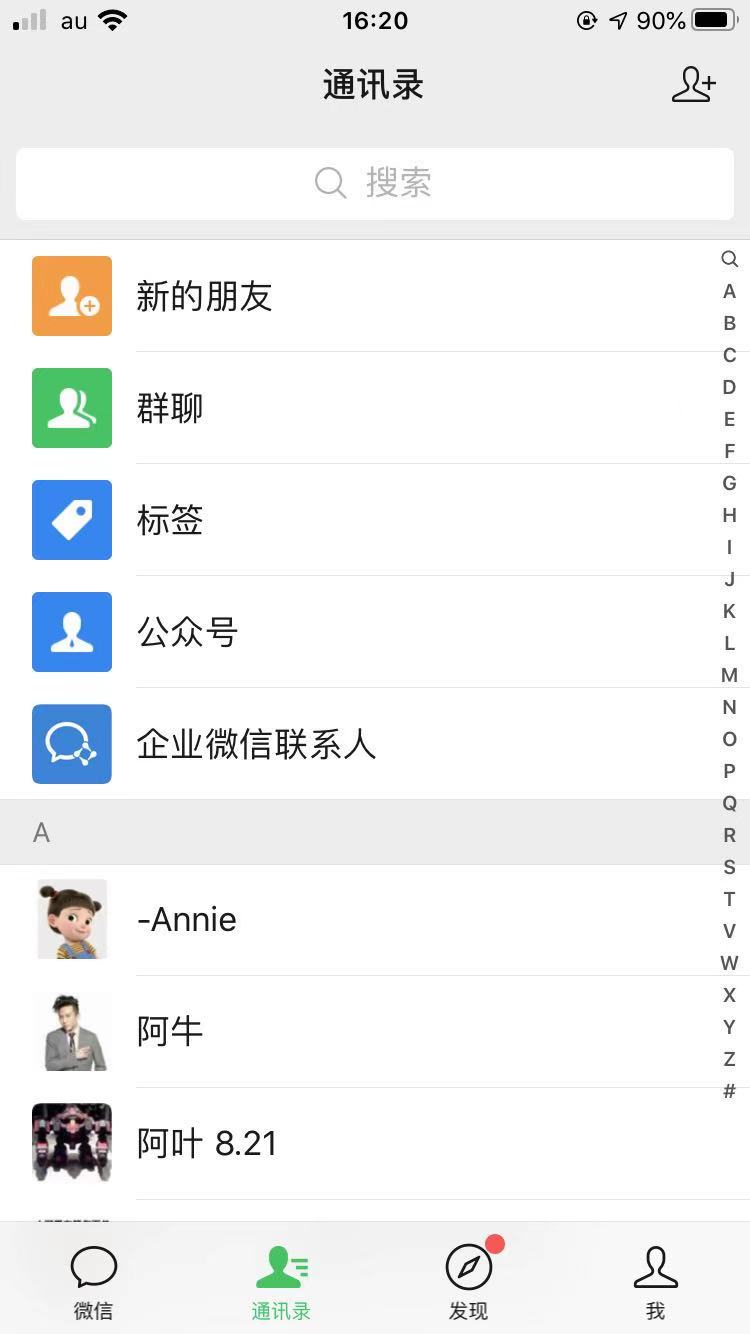 au 16:20 90%
通讯录
搜索
新的朋友
群聊
标签
公众号
企业微信联系人
A
-Annie
阿牛
阿叶 8.21
A
B
C
D
E
F
G
H
I
J
K
L
M
N
O
P
Q
R
S
T
V
W
X
Y
Z
#
微信 通讯录 发现 我